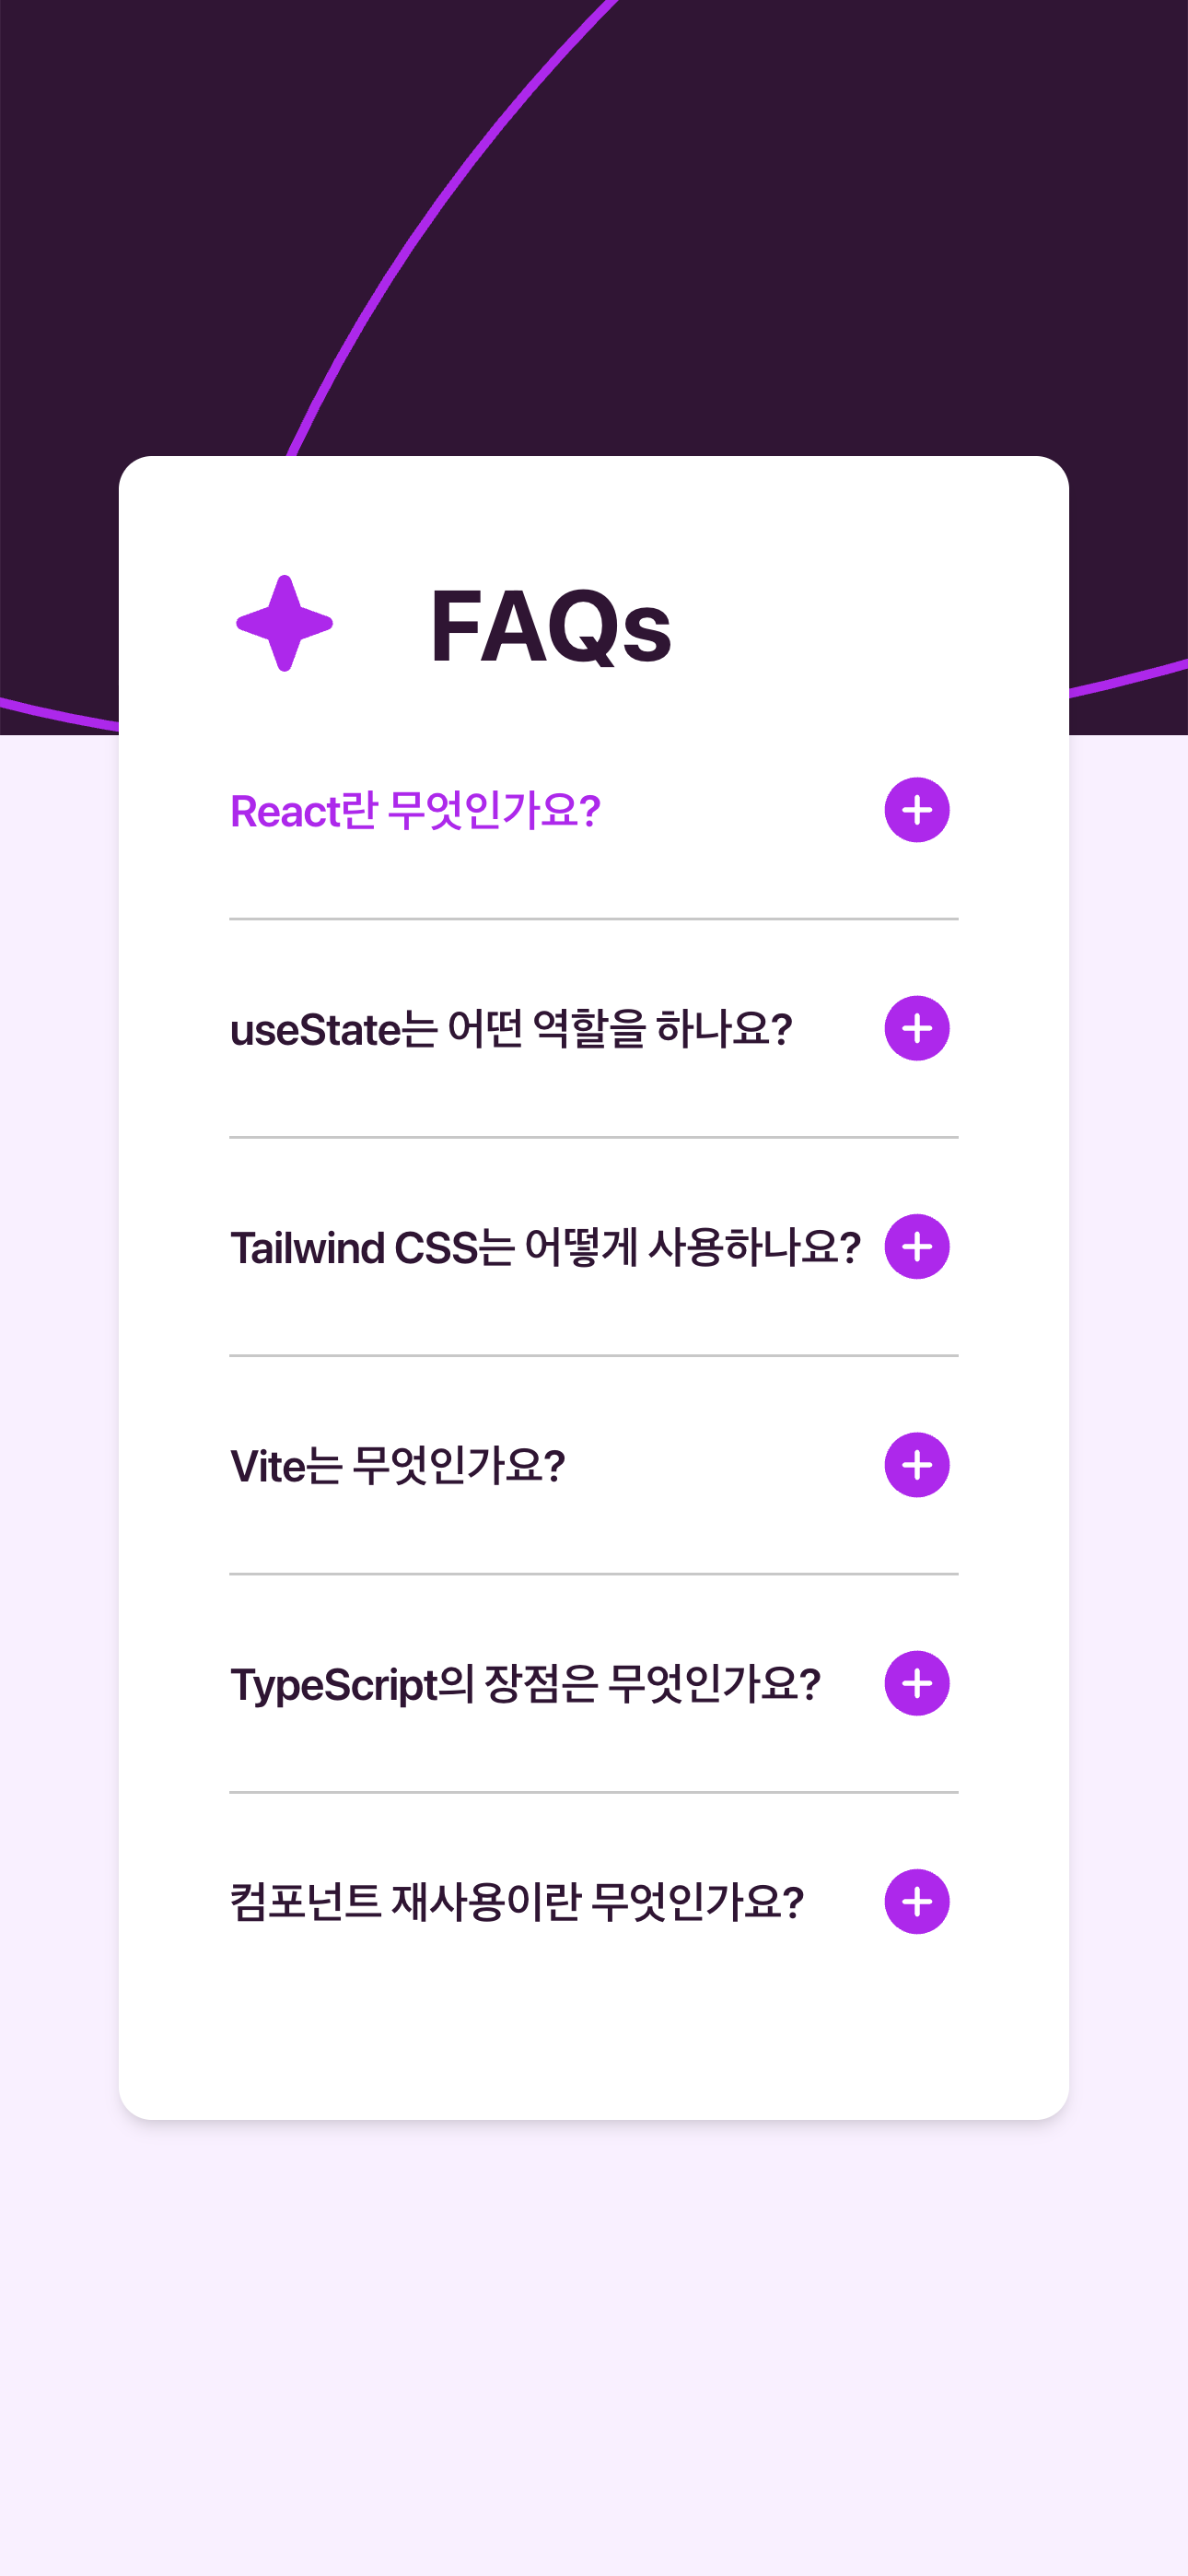 FAQs
React란 무엇인가요?
useState는 어떤 역할을 하나요?
Tailwind CSS는 어떻게 사용하나요?
Vite는 무엇인가요?
TypeScript의 장점은 무엇인가요?
컴포넌트 재사용이란 무엇인가요?